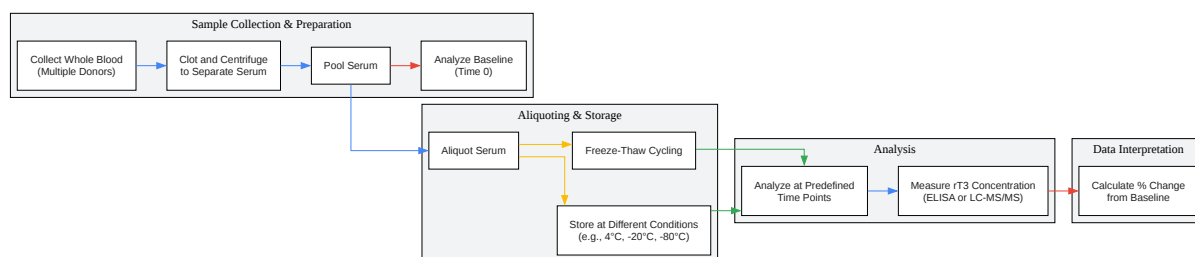 Sample Collection & Preparation
Collect Whole Blood
(Multiple Donors)
Clot and Centrifuge
to Separate Serum
Pool Serum
Analyze Baseline
(Time 0)
Aliquoting & Storage
Aliquot Serum
Freeze-Thaw Cycling
Store at Different Conditions
(e.g., 4°C, -20°C, -80°C)
Analysis
Analyze at Predefined
Time Points
Measure rT3 Concentration
(ELISA or LC-MS/MS)
Data Interpretation
Calculate % Change
from Baseline